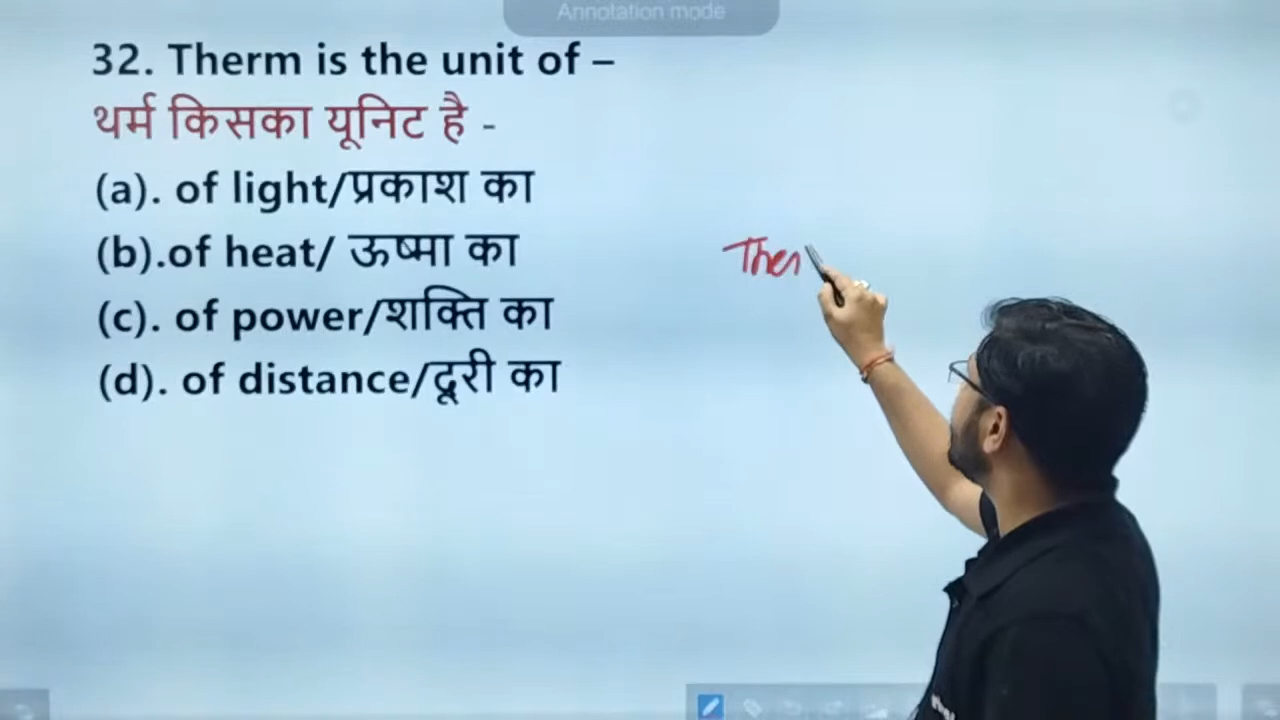 Annotation mode
32. Therm is the unit of –
थर्म किसका यूनिट है -
(a). of light/प्रकाश का
(b).of heat/ ऊष्मा का
(c). of power/शक्ति का
(d). of distance/दूरी का
Ther